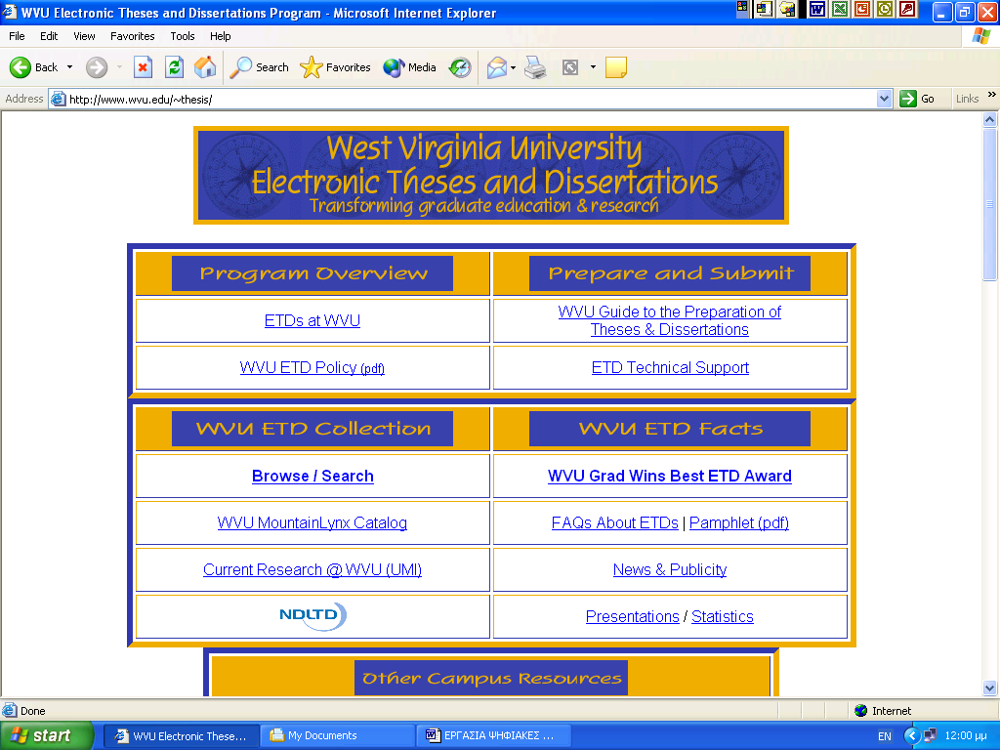 WVU Electronic Theses and Dissertations Program - Microsoft Internet Explorer
File Edit View Favorites Tools Help
Back Search Favorites Media
Address http://www.wvu.edu/~thesis/ Go Links »
West Virginia University
Electronic Theses and Dissertations
Transforming graduate education & research
Program Overview
Prepare and Submit
ETDs at WVU
WVU Guide to the Preparation of
Theses & Dissertations
WVU ETD Policy (pdf)
ETD Technical Support
WVU ETD Collection
WVU ETD Facts
Browse / Search
WVU Grad Wins Best ETD Award
WVU MountainLynx Catalog
FAQs About ETDs | Pamphlet (pdf)
Current Research @ WVU (UMI)
News & Publicity
NDLTD
Presentations / Statistics
Other Campus Resources
Done Internet
start WVU Electronic These... My Documents ΕΡΓΑΣΙΑ ΨΗΦΙΑΚΕΣ ... EN 12:00 μμ